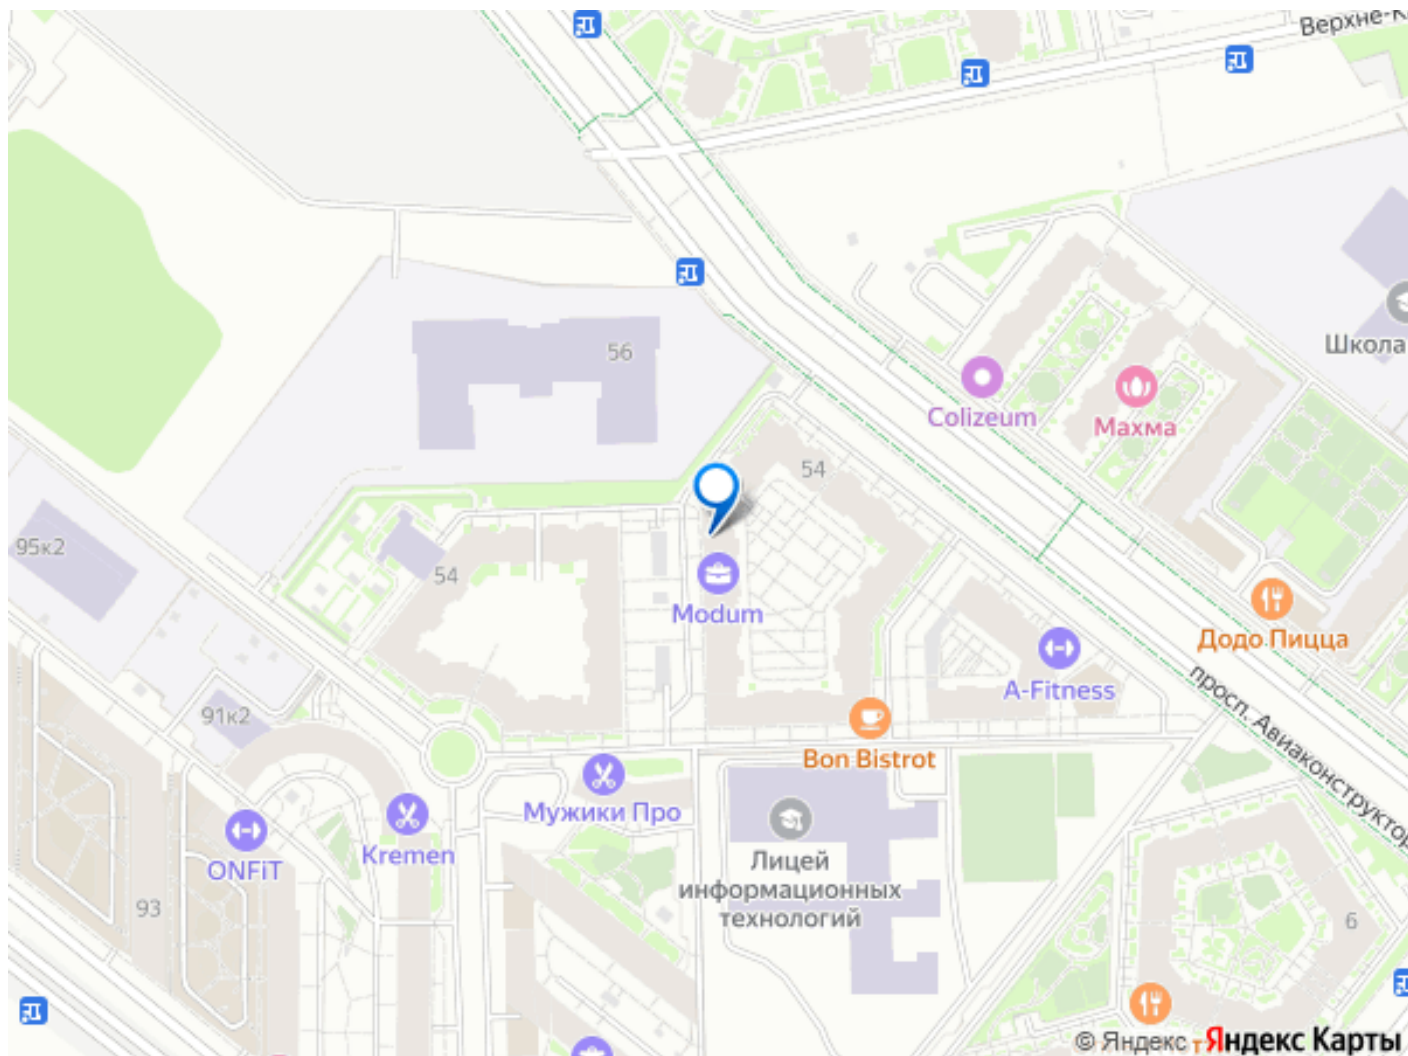 Верхне-К
56
Школа
Colizeum
Махма
54
95к2
54
Modum
Додо Пицца
A-Fitness
просп. Авиаконструктор
91к2
Bon Bistrot
Мужики Про
Kremen
ONFiT
Лицей
информационных
технологий
93
6
© Яндекс Яндекс Карты